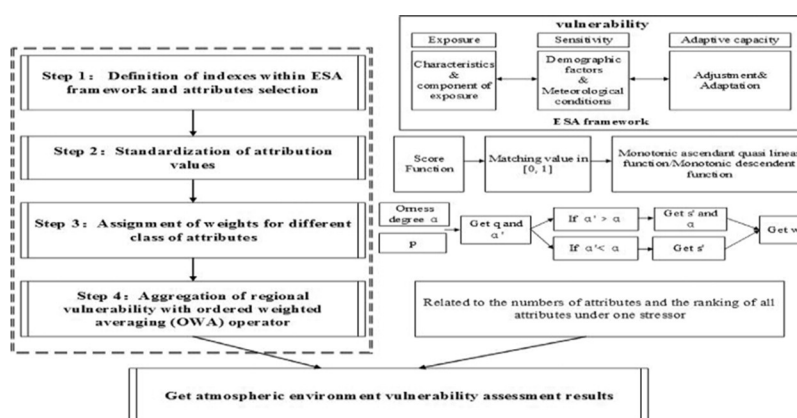 Step 1： Definition of indexes within ESA
framework and attributes selection
Step 2： Standardization of attribution
values
Step 3： Assignment of weights for different
class of attributes
Step 4： Aggregation of regional
vulnerability with ordered weighted
averaging (OWA) operator
vulnerability
Exposure
Sensitivity
Adaptive capacity
Characteristics
&
component of
exposure
Demographic
factors
&
Meteorological
conditions
Adjustment&
Adaptation
ESA framework
Score
Function
Matching value in
[0, 1]
Monotonic ascendant quasi linear
function/Monotonic descendent
function
Orness
degree α
P
Get q and
α'
If α' > α
Get s' and
α
If α'< α
Get s'
Get w
Related to the numbers of attributes and the ranking of all
attributes under one stressor
Get atmospheric environment vulnerability assessment results